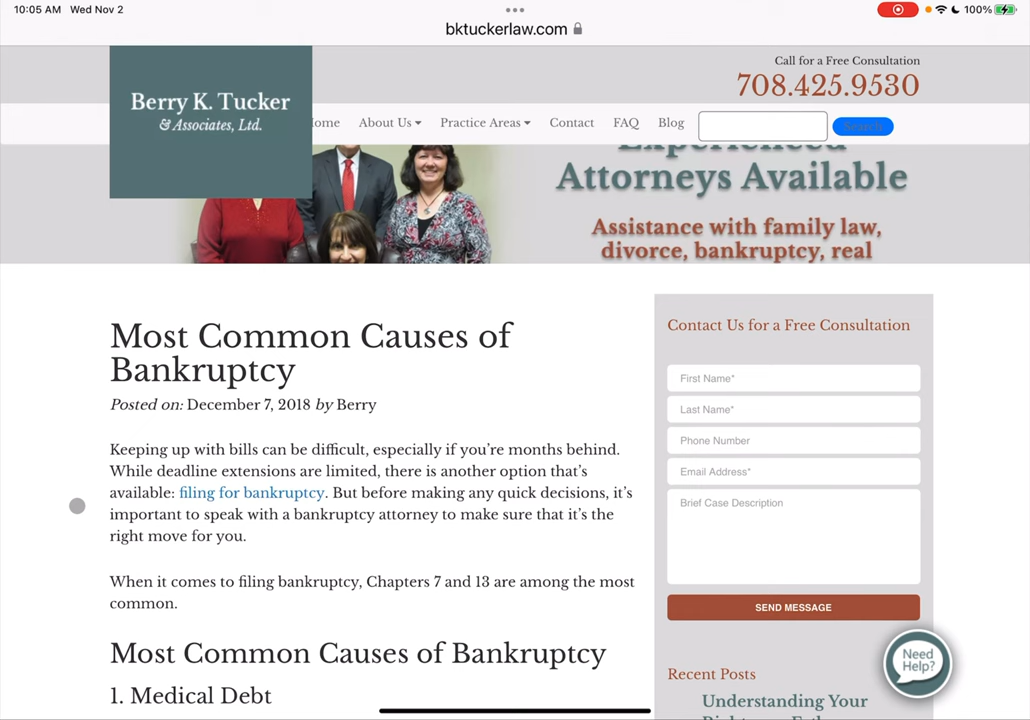 10:05 AM Wed Nov 2
100%
bktuckerlaw.com
Call for a Free Consultation
708.425.9530
Berry K. Tucker
& Associates, Ltd.
About Us
Practice Areas
Contact
FAQ
Blog
Search
Attorneys Available
Assistance with family law,
divorce, bankruptcy, real
Most Common Causes of
Bankruptcy
Posted on: December 7, 2018 by Berry
Keeping up with bills can be difficult, especially if you're months behind.
While deadline extensions are limited, there is another option that's
available: filing for bankruptcy. But before making any quick decisions, it's
important to speak with a bankruptcy attorney to make sure that it's the
right move for you.
When it comes to filing bankruptcy, Chapters 7 and 13 are among the most
common.
Most Common Causes of Bankruptcy
1. Medical Debt
Contact Us for a Free Consultation
First Name*
Last Name*
Phone Number
Email Address*
Brief Case Description
SEND MESSAGE
Need
Help?
Recent Posts
Understanding Your